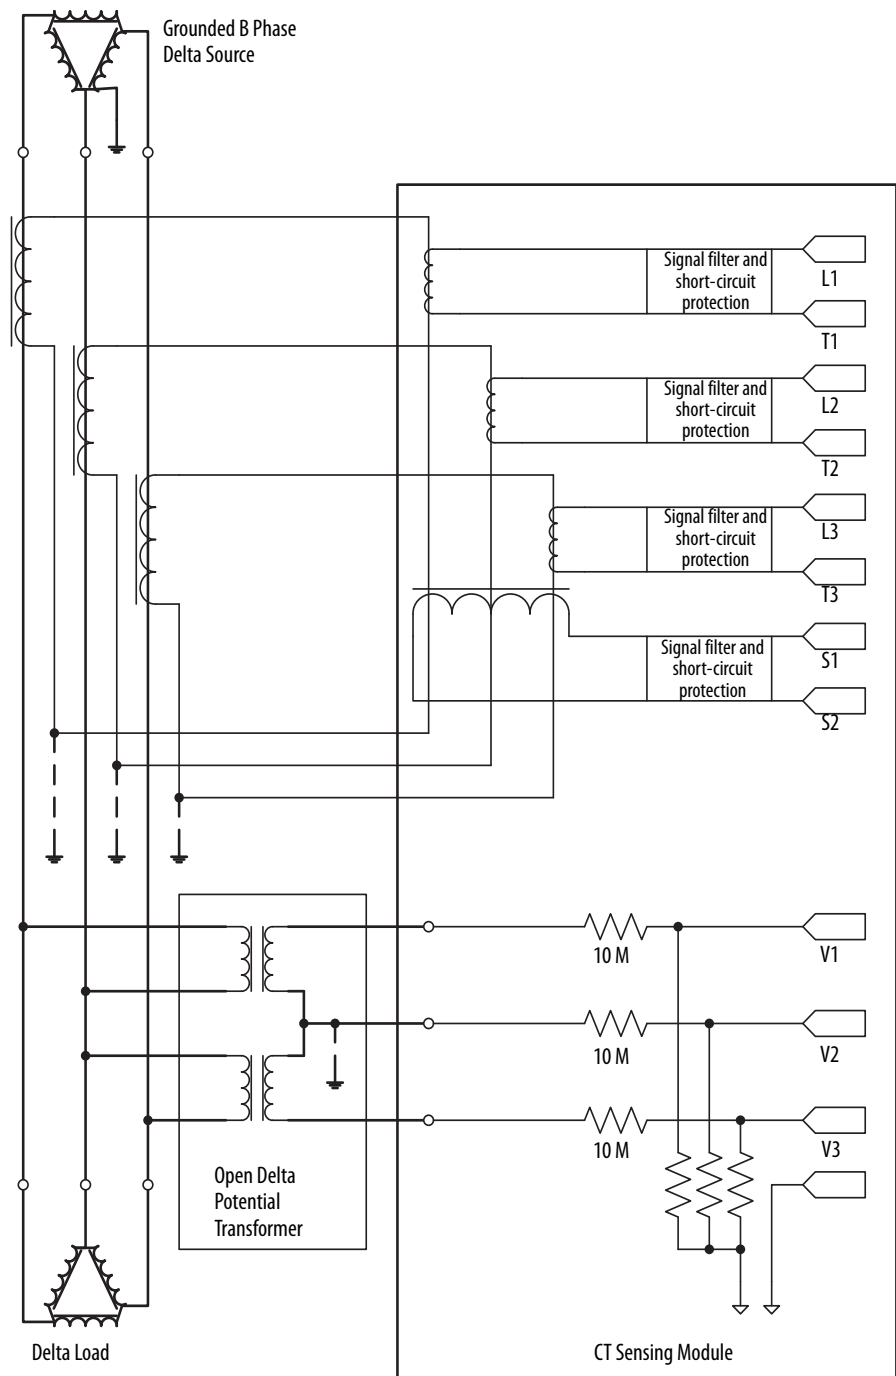 Grounded B Phase
Delta Source
Signal filter and
short-circuit
protection
L1
T1
Signal filter and
short-circuit
protection
L2
T2
Signal filter and
short-circuit
protection
L3
T3
Signal filter and
short-circuit
protection
S1
S2
10 M
V1
10 M
V2
10 M
V3
Open Delta
Potential
Transformer
Delta Load
CT Sensing Module